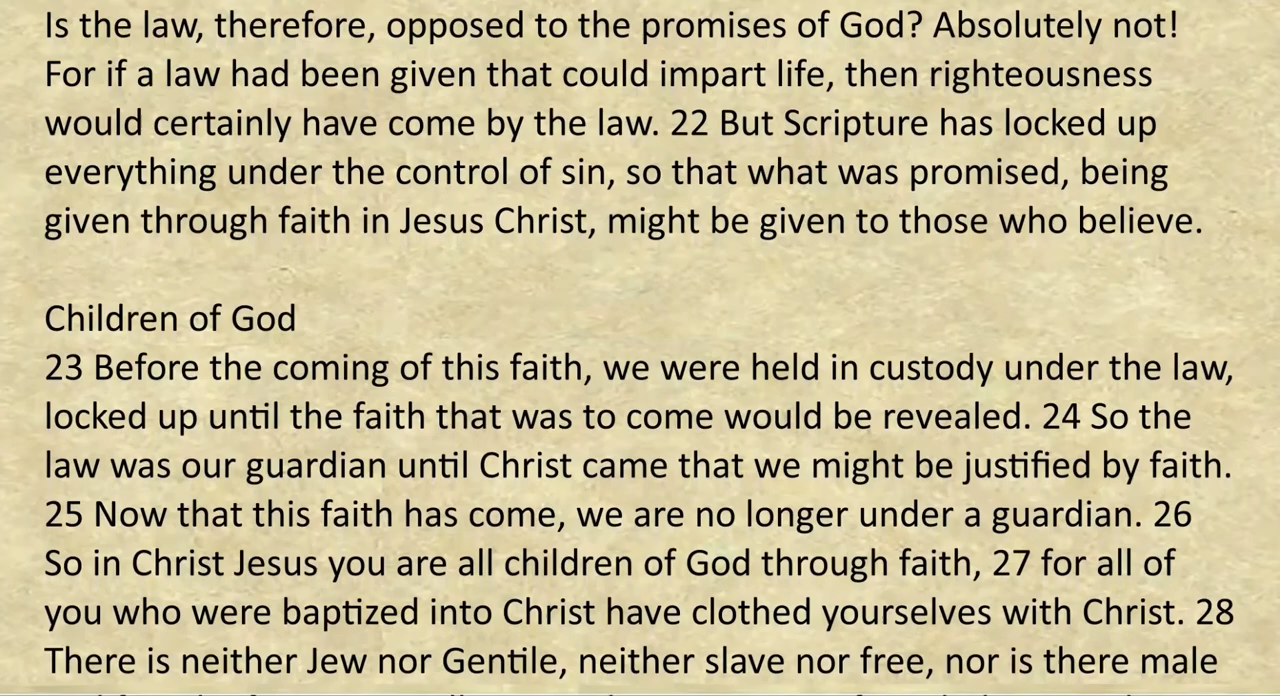 Is the law, therefore, opposed to the promises of God? Absolutely not!
For if a law had been given that could impart life, then righteousness
would certainly have come by the law. 22 But Scripture has locked up
everything under the control of sin, so that what was promised, being
given through faith in Jesus Christ, might be given to those who believe.
Children of God
23 Before the coming of this faith, we were held in custody under the law,
locked up until the faith that was to come would be revealed. 24 So the
law was our guardian until Christ came that we might be justified by faith.
25 Now that this faith has come, we are no longer under a guardian. 26
So in Christ Jesus you are all children of God through faith, 27 for all of
you who were baptized into Christ have clothed yourselves with Christ. 28
There is neither Jew nor Gentile, neither slave nor free, nor is there male